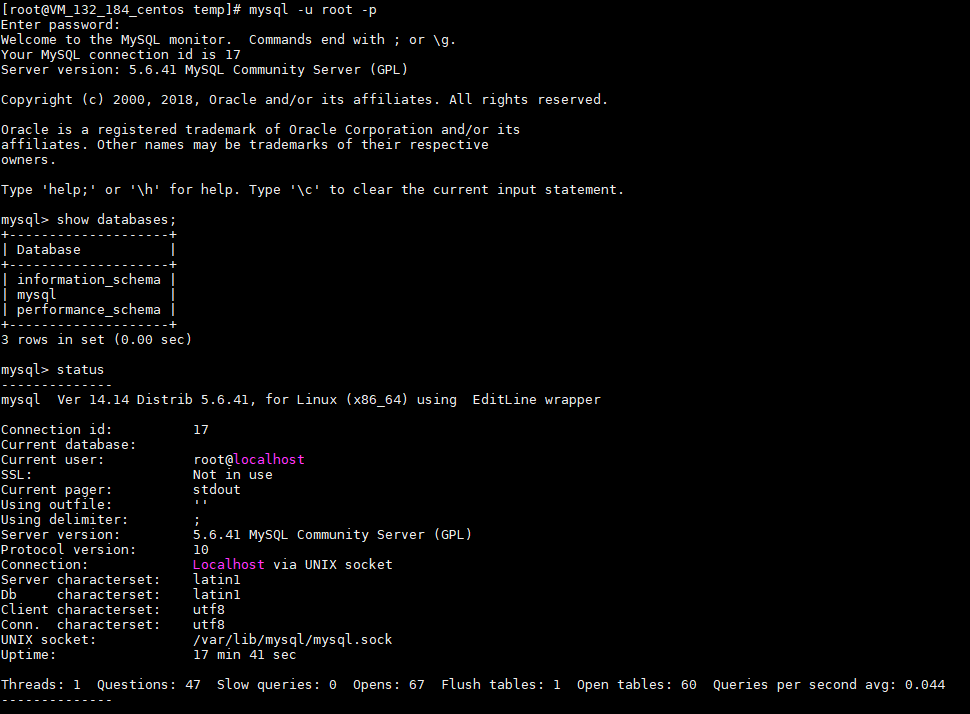 [root@VM_132_184_centos temp]# mysql -u root -p
Enter password:
Welcome to the MySQL monitor.  Commands end with ; or \g.
Your MySQL connection id is 17
Server version: 5.6.41 MySQL Community Server (GPL)

Copyright (c) 2000, 2018, Oracle and/or its affiliates. All rights reserved.

Oracle is a registered trademark of Oracle Corporation and/or its
affiliates. Other names may be trademarks of their respective
owners.

Type 'help;' or '\h' for help. Type '\c' to clear the current input statement.

mysql> show databases;
+--------------------+
| Database           |
+--------------------+
| information_schema |
| mysql              |
| performance_schema |
+--------------------+
3 rows in set (0.00 sec)

mysql> status
--------------
mysql  Ver 14.14 Distrib 5.6.41, for Linux (x86_64) using  EditLine wrapper

Connection id:          17
Current database:
Current user:           root@localhost
SSL:                    Not in use
Current pager:          stdout
Using outfile:          ''
Using delimiter:        ;
Server version:         5.6.41 MySQL Community Server (GPL)
Protocol version:       10
Connection:             Localhost via UNIX socket
Server characterset:    latin1
Db     characterset:    latin1
Client characterset:    utf8
Conn.  characterset:    utf8
UNIX socket:            /var/lib/mysql/mysql.sock
Uptime:                 17 min 41 sec

Threads: 1  Questions: 47  Slow queries: 0  Opens: 67  Flush tables: 1  Open tables: 60  Queries per second avg: 0.044
--------------